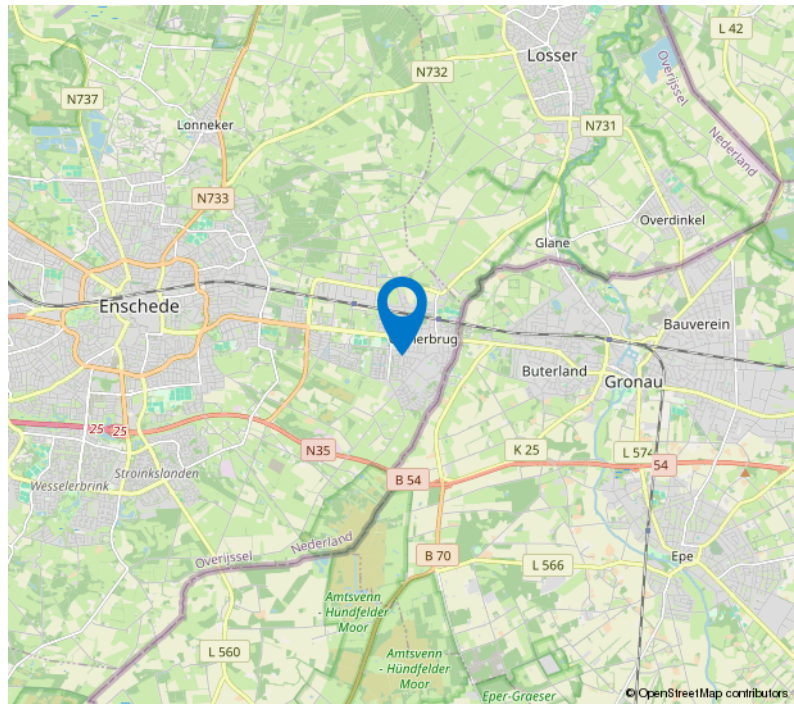 L 42
Losser
N732
Overijssel
N737
Nederland
Lonneker
N731
N733
Overdinkel
Glane
Enschede
Bauverein
nerbrug
Buterland
Gronau
25
25
N35
K 25
L 574
54
Stroinkslanden
B 54
Wesselerbrink
Nederland
Overijssel
B 70
Epe
L 566
Amtsvenn
- Hündfelder
Moor
L 560
Amtsvenn
- Hündfelder
Moor
Eper-Graeser
© OpenStreetMap contributors